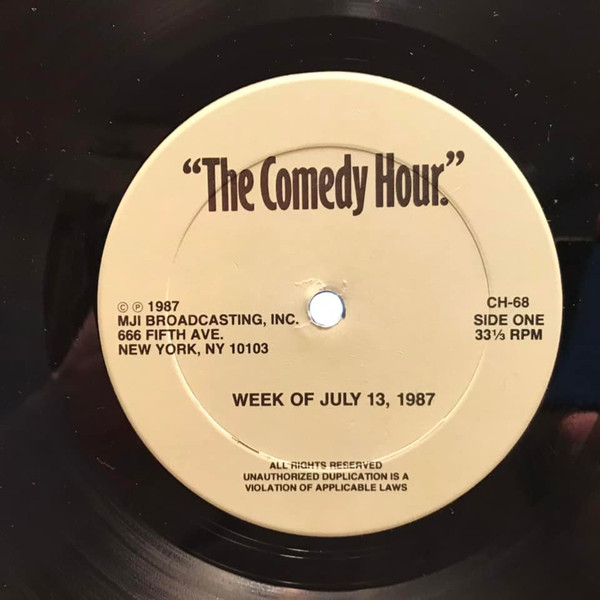 “The Comedy Hour.”
© ℗ 1987
MJI BROADCASTING, INC.
666 FIFTH AVE.
NEW YORK, NY 10103
CH-68
SIDE ONE
33⅓ RPM
WEEK OF JULY 13, 1987
ALL RIGHTS RESERVED
UNAUTHORIZED DUPLICATION IS A
VIOLATION OF APPLICABLE LAWS